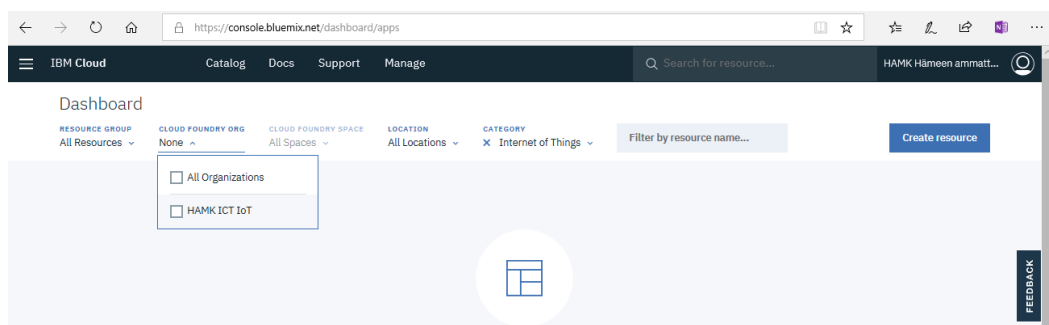 https://console.bluemix.net/dashboard/apps
IBM Cloud Catalog Docs Support Manage Search for resource... HAMK Hämeen ammatt...
Dashboard
RESOURCE GROUP CLOUD FOUNDRY ORG CLOUD FOUNDRY SPACE LOCATION CATEGORY
All Resources None All Spaces All Locations Internet of Things Filter by resource name... Create resource
All Organizations
HAMK ICT IoT
FEEDBACK